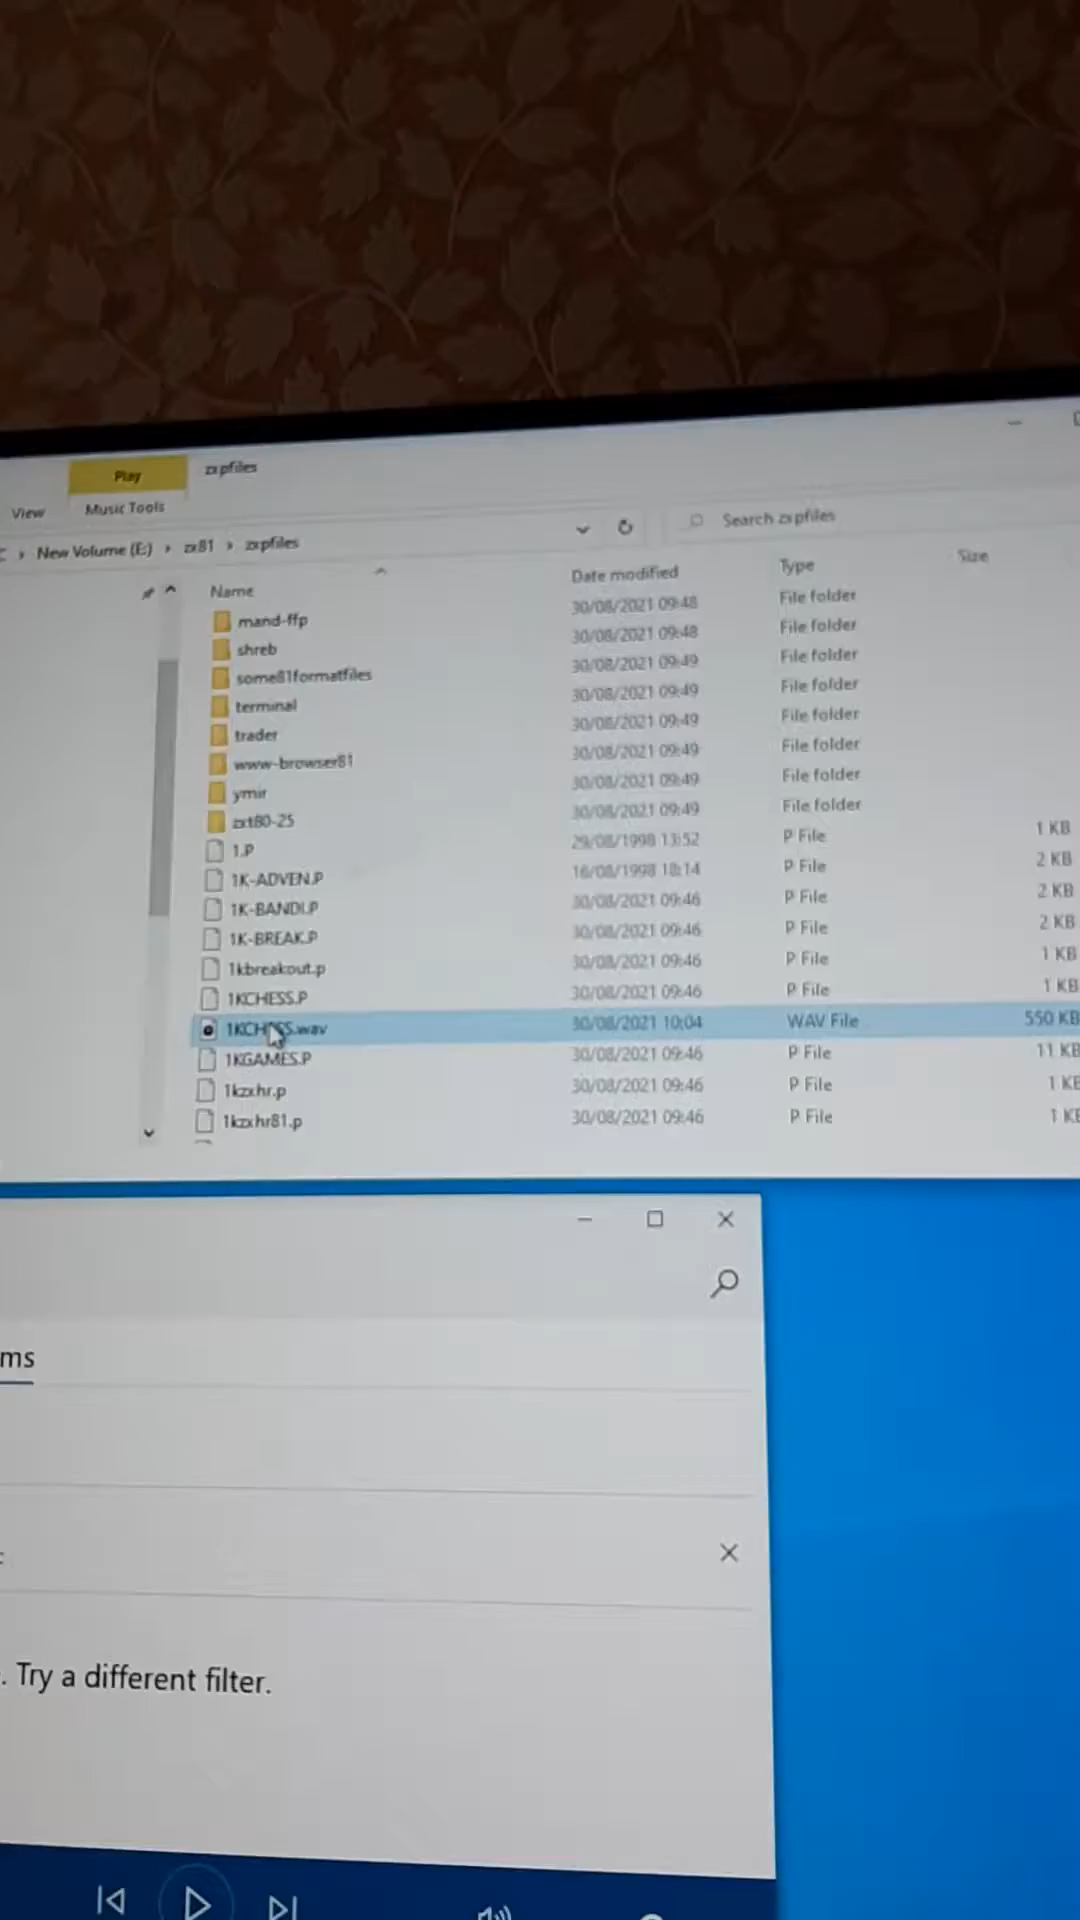 Play zxpfiles
View Music Tools
New Volume (E:) › zx81 › zxpfiles Search zxpfiles
Name Date modified Type Size
mand-ffp 30/08/2021 09:48 File folder
shreb 30/08/2021 09:48 File folder
some81formatfiles 30/08/2021 09:49 File folder
terminal 30/08/2021 09:49 File folder
trader 30/08/2021 09:49 File folder
www-browser81 30/08/2021 09:49 File folder
ymir 30/08/2021 09:49 File folder
zxt80-25 30/08/2021 09:49 File folder
1.P 29/08/1998 13:52 P File 1 KB
1K-ADVEN.P 16/08/1998 18:14 P File 2 KB
1K-BANDI.P 30/08/2021 09:46 P File 2 KB
1K-BREAK.P 30/08/2021 09:46 P File 2 KB
1kbreakout.p 30/08/2021 09:46 P File 1 KB
1KCHESS.P 30/08/2021 09:46 P File 1 KB
1KCHESS.wav 30/08/2021 10:04 WAV File 550 KB
1KGAMES.P 30/08/2021 09:46 P File 11 KB
1kzxhr.p 30/08/2021 09:46 P File 1 KB
1kzxhr81.p 30/08/2021 09:46 P File 1 KB
ms
. Try a different filter.